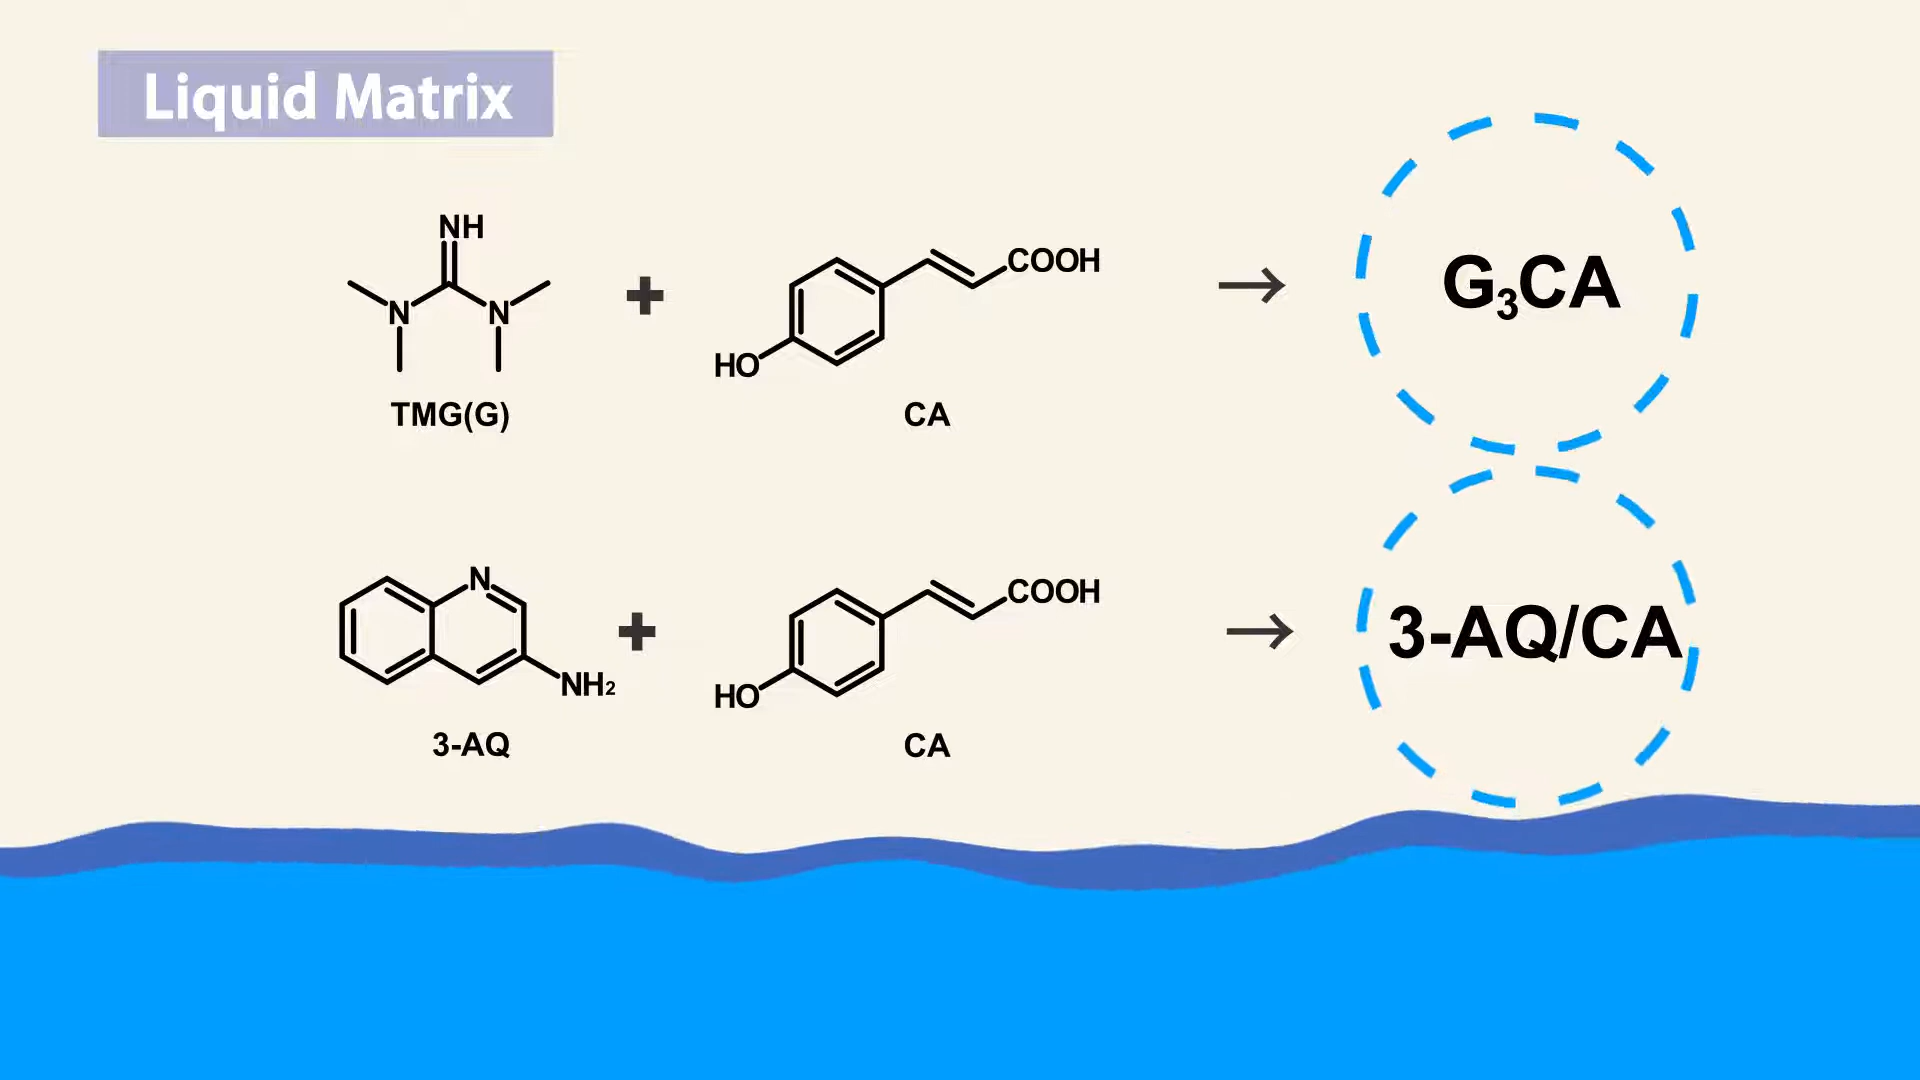 Liquid Matrix
NH
N N
TMG(G)
+
COOH
HO
CA
→
G₃CA
N
NH₂
3-AQ
+
COOH
HO
CA
→
3-AQ/CA